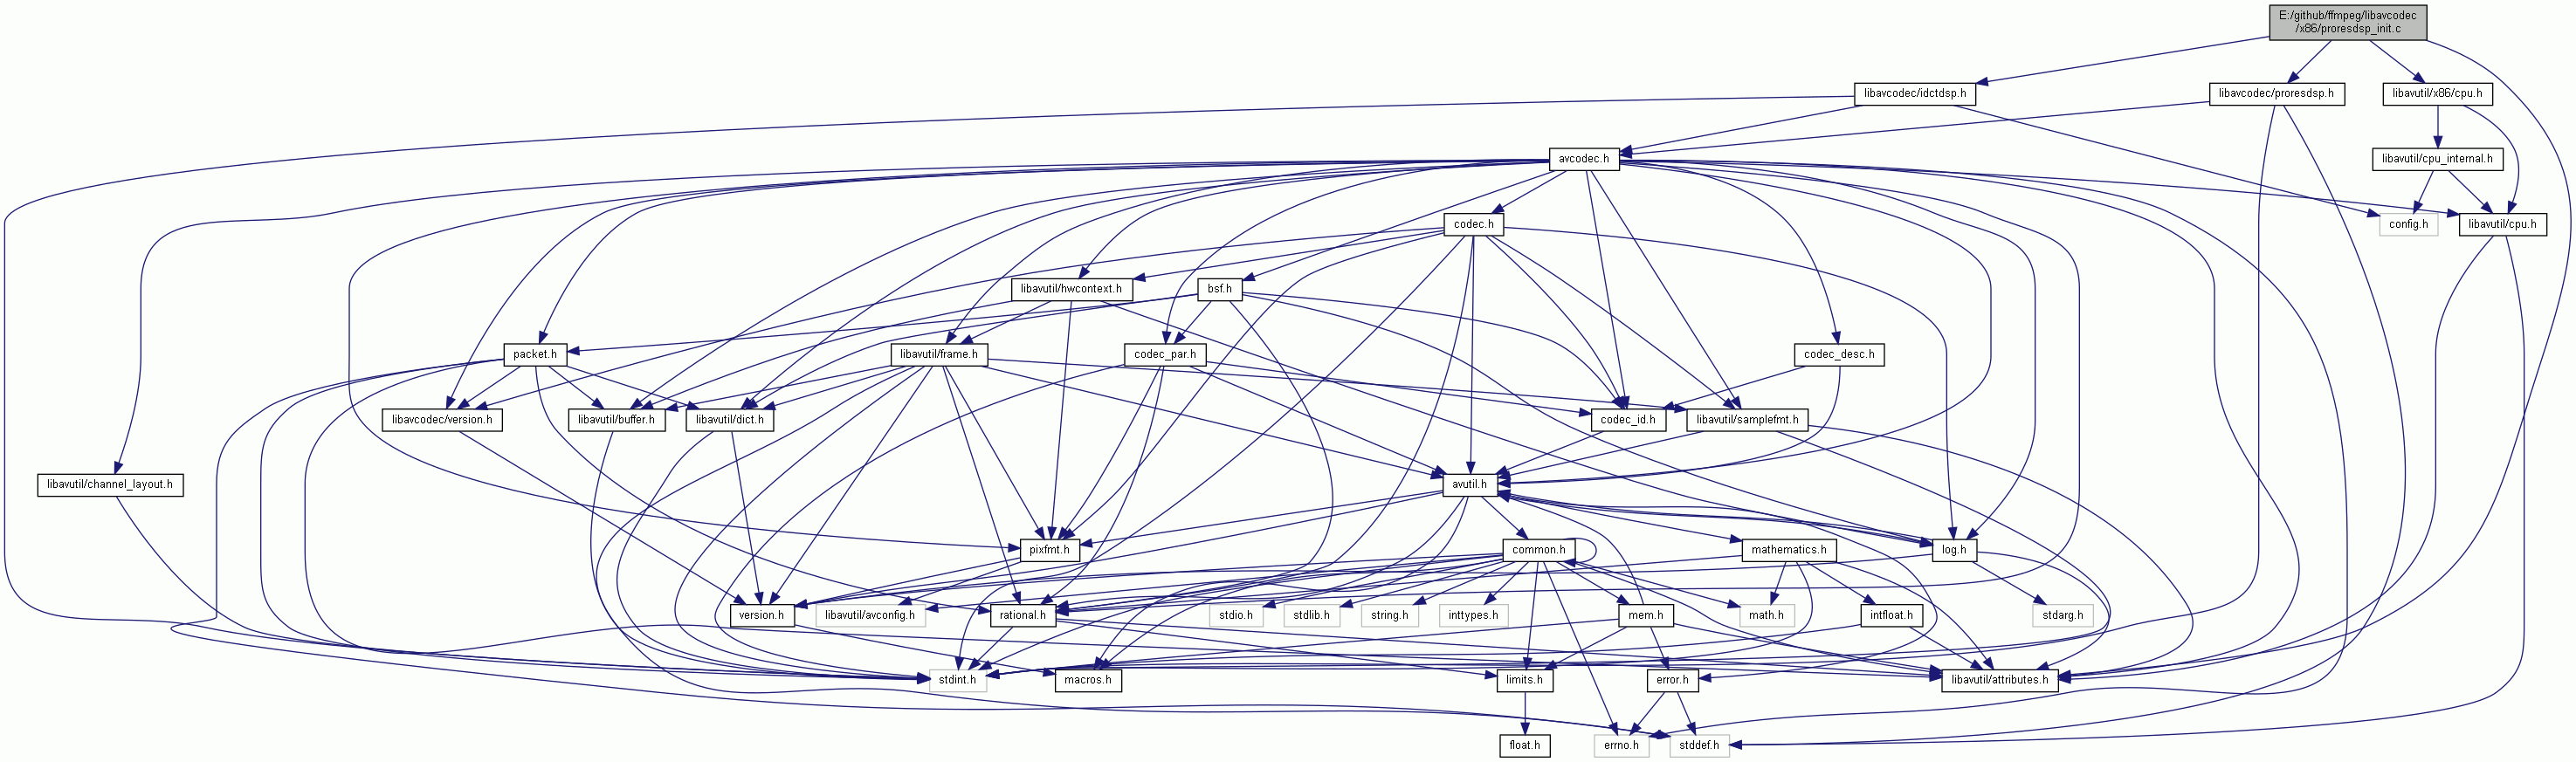 E:/github/ffmpeg/libavcodec
/x86/proresdsp_init.c
libavcodec/idctdsp.h
libavcodec/proresdsp.h
libavutil/x86/cpu.h
avcodec.h
libavutil/cpu_internal.h
codec.h
config.h
libavutil/cpu.h
libavutil/hwcontext.h
bsf.h
packet.h
libavutil/frame.h
codec_par.h
codec_desc.h
libavcodec/version.h
libavutil/buffer.h
libavutil/dict.h
codec_id.h
libavutil/samplefmt.h
libavutil/channel_layout.h
avutil.h
pixfmt.h
common.h
mathematics.h
log.h
version.h
libavutil/avconfig.h
rational.h
stdio.h
stdlib.h
string.h
inttypes.h
mem.h
math.h
intfloat.h
stdarg.h
stdint.h
macros.h
limits.h
error.h
libavutil/attributes.h
float.h
errno.h
stddef.h